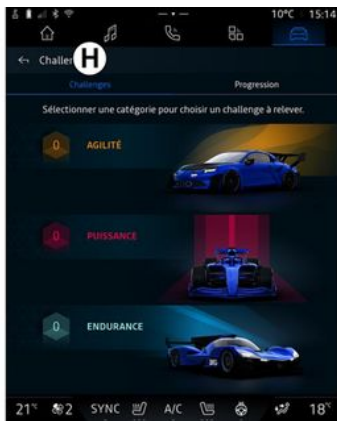 10°C 15:14
Challen H
Challenges Progression
Sélectionner une catégorie pour choisir un challenge à relever.
0 AGILITÉ
0 PUISSANCE
0 ENDURANCE
21°C 2 SYNC A/C 18°C